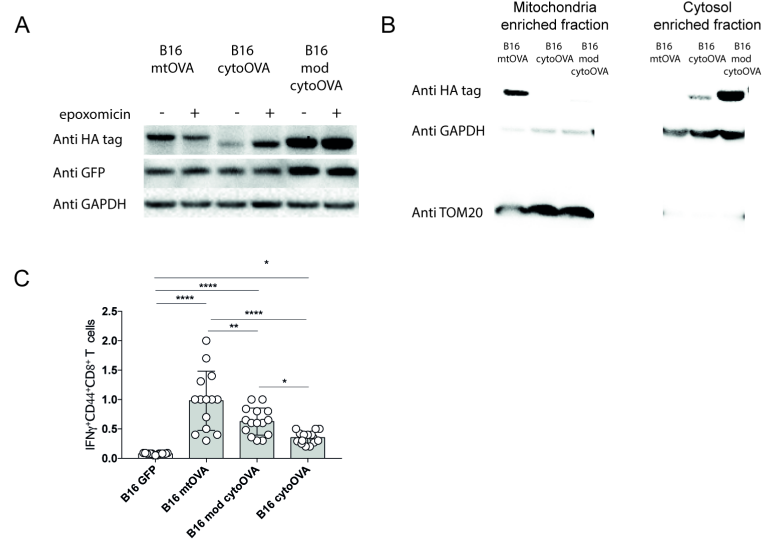 A
B16
mtOVA
B16
cytoOVA
B16
mod
cytoOVA
epoxomicin - + - + - +
Anti HA tag
Anti GFP
Anti GAPDH
B
Mitochondria
enriched fraction
Cytosol
enriched fraction
B16
mtOVA
B16
cytoOVA
B16
mod
cytoOVA
B16
mtOVA
B16
cytoOVA
B16
mod
cytoOVA
Anti HA tag
Anti GAPDH
Anti TOM20
C
*
****
****
****
**
*
IFNγ+CD44+CD8+ T cells
2.5
2.0
1.5
1.0
0.5
0.0
B16 GFP
B16 mtOVA
B16 mod cytoOVA
B16 cytoOVA